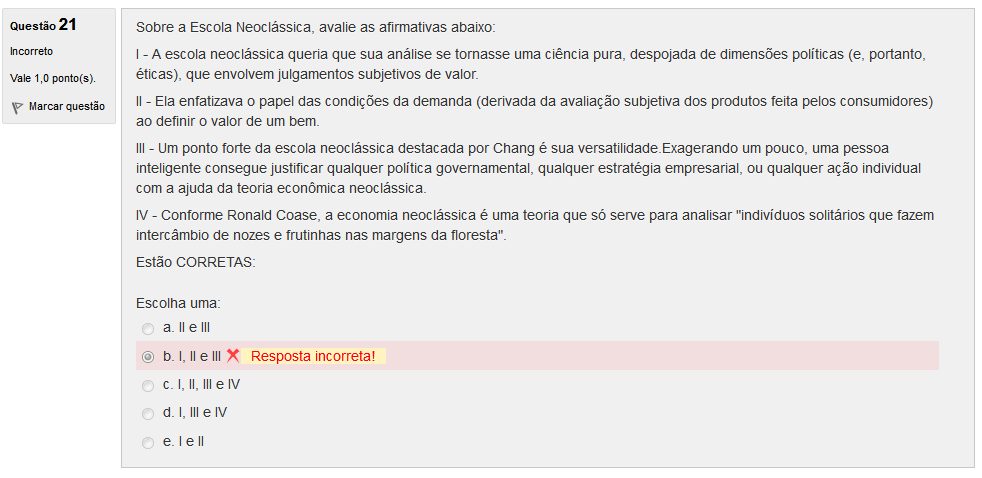 Questão 21
Incorreto
Vale 1,0 ponto(s).
Marcar questão
Sobre a Escola Neoclássica, avalie as afirmativas abaixo:
I - A escola neoclássica queria que sua análise se tornasse uma ciência pura, despojada de dimensões políticas (e, portanto,
éticas), que envolvem julgamentos subjetivos de valor.
II - Ela enfatizava o papel das condições da demanda (derivada da avaliação subjetiva dos produtos feita pelos consumidores)
ao definir o valor de um bem.
III - Um ponto forte da escola neoclássica destacada por Chang é sua versatilidade.Exagerando um pouco, uma pessoa
inteligente consegue justificar qualquer política governamental, qualquer estratégia empresarial, ou qualquer ação individual
com a ajuda da teoria econômica neoclássica.
IV - Conforme Ronald Coase, a economia neoclássica é uma teoria que só serve para analisar "indivíduos solitários que fazem
intercâmbio de nozes e frutinhas nas margens da floresta".
Estão CORRETAS:
Escolha uma:
a. II e III
b. I, II e III Resposta incorreta!
c. I, II, III e IV
d. I, III e IV
e. I e II